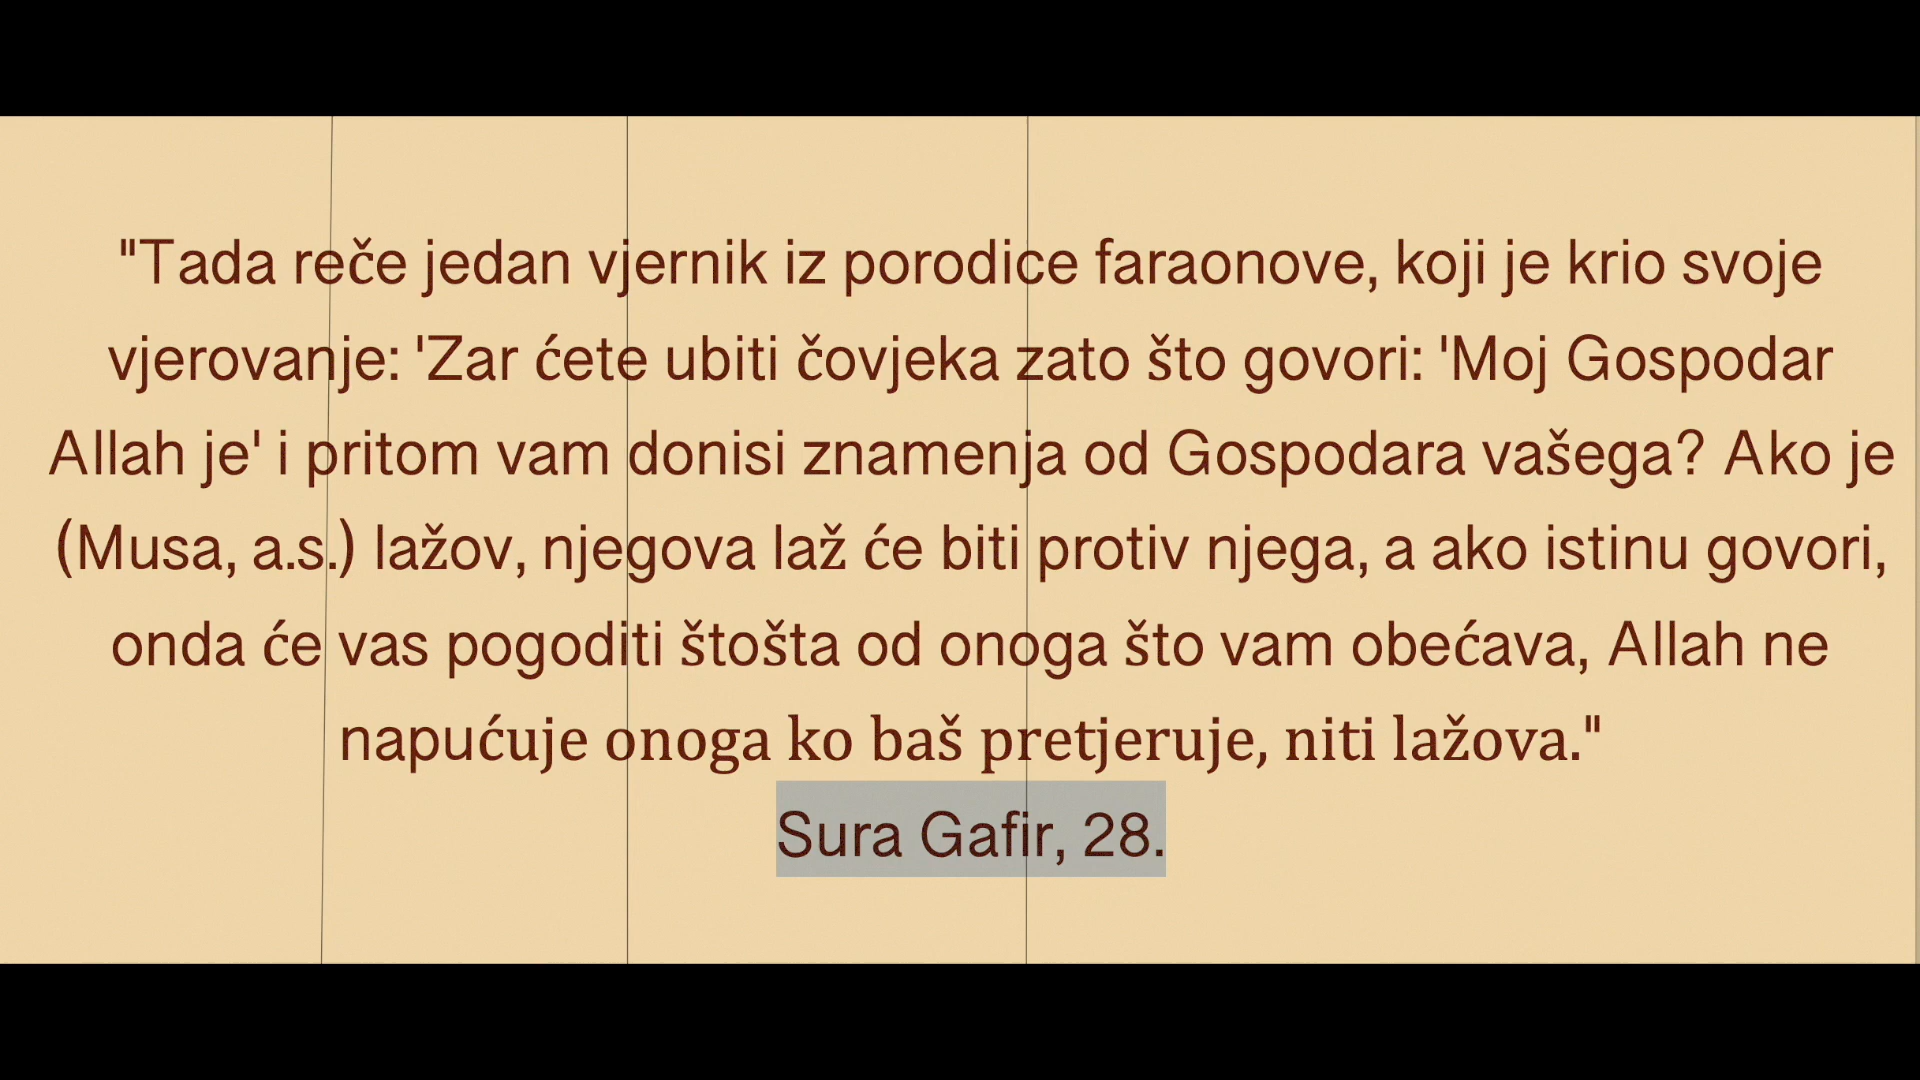 "Tada reče jedan vjernik iz porodice faraonove, koji je krio svoje
vjerovanje: 'Zar ćete ubiti čovjeka zato što govori: 'Moj Gospodar
Allah je' i pritom vam donisi znamenja od Gospodara vašega? Ako je
(Musa, a.s.) lažov, njegova laž će biti protiv njega, a ako istinu govori,
onda će vas pogoditi štošta od onoga što vam obećava, Allah ne
napućuje onoga ko baš pretjeruje, niti lažova."
Sura Gafir, 28.